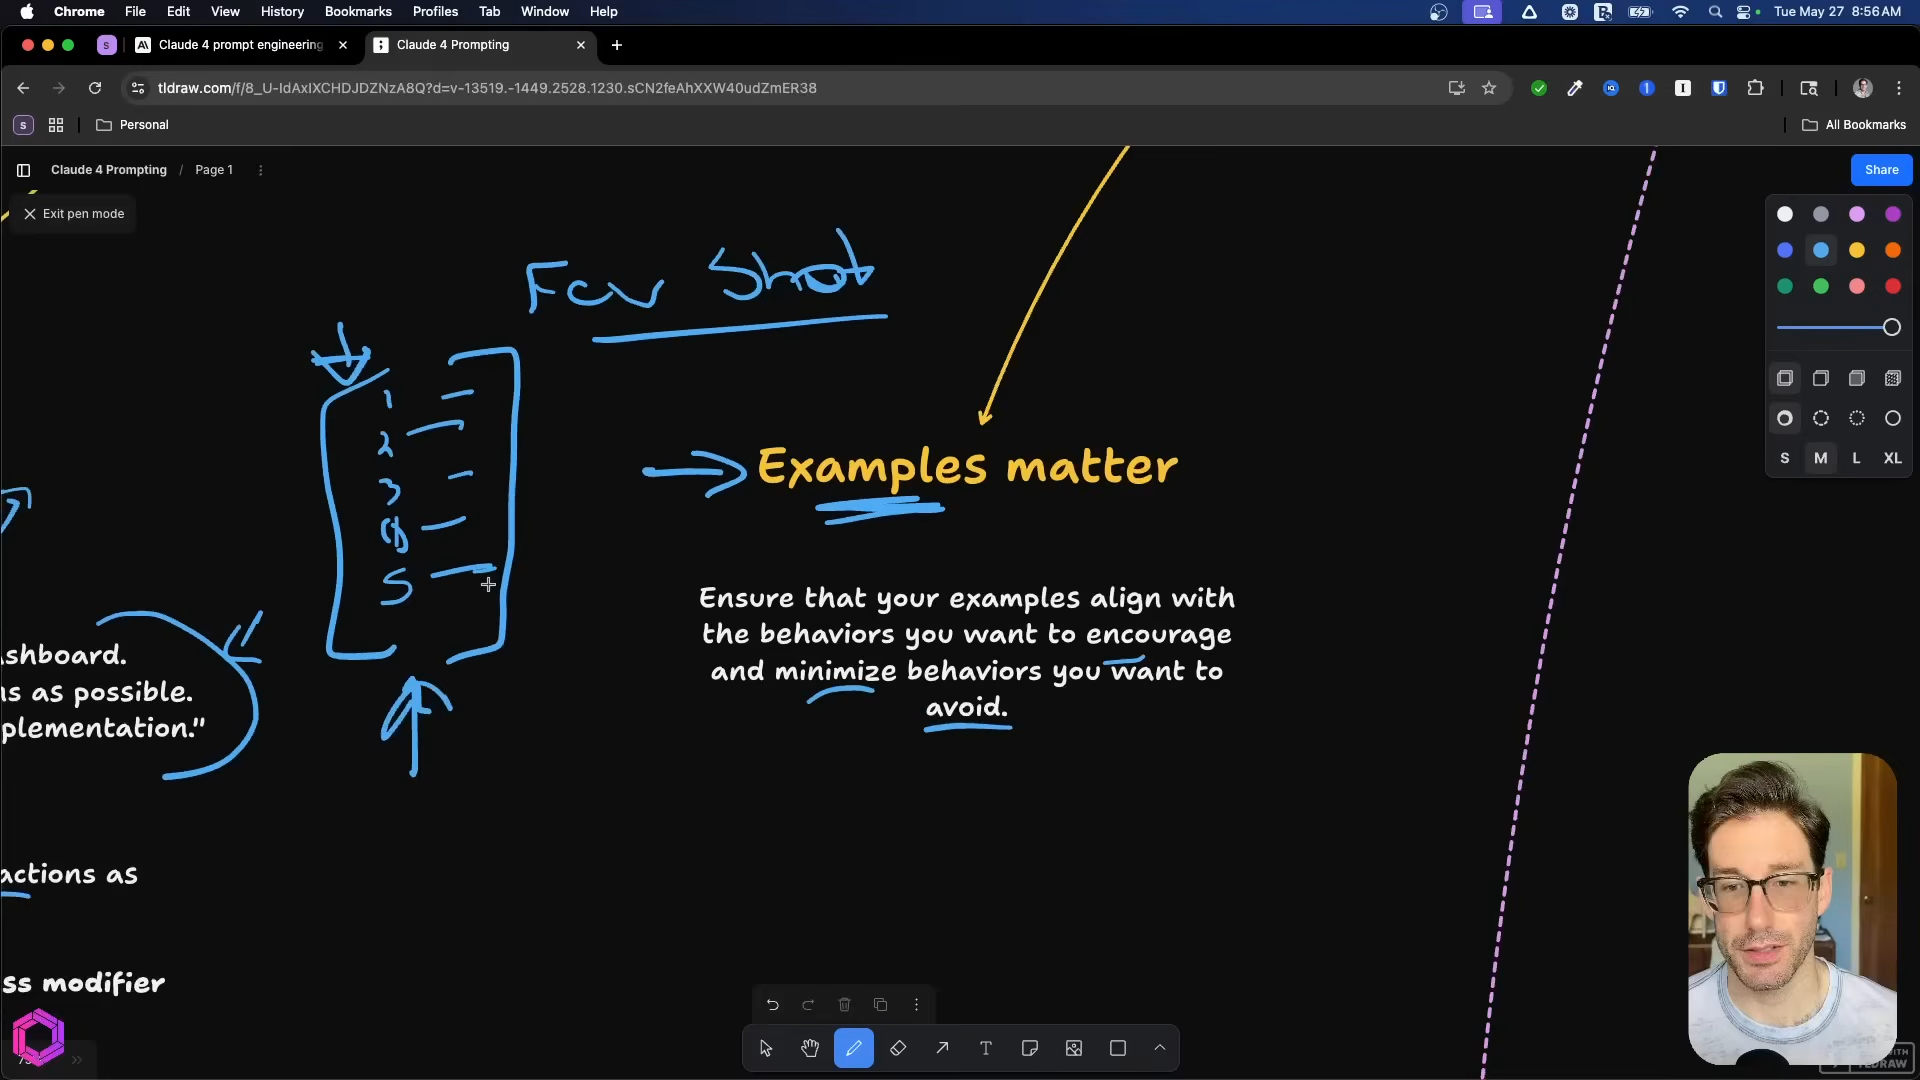 Chrome File Edit View History Bookmarks Profiles Tab Window Help
Tue May 27 8:56 AM
S Claude 4 prompt engineering
Claude 4 Prompting
tldraw.com/f/8_U-IdAxIXCHDJDZNzA8Q?d=v-13519.-1449.2528.1230.sCN2feAhXXW40udZmER38
S Personal
All Bookmarks
Claude 4 Prompting / Page 1
Share
Exit pen mode
Few Shot
1
2
3
4
5
Examples matter
Ensure that your examples align with
the behaviors you want to encourage
and minimize behaviors you want to
avoid.
shboard.
ns as possible.
plementation."
actions as
ss modifier
S M L XL